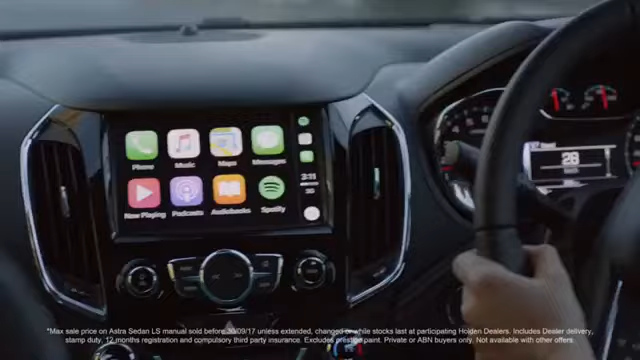 Phone Music Maps Messages
3:11
3G
Now Playing Podcasts Audiobooks Spotify
28
km/h
*Max sale price on Astra Sedan LS manual sold before 30/09/17 unless extended, changed or while stocks last at participating Holden Dealers. Includes Dealer delivery,
stamp duty, 12 months registration and compulsory third party insurance. Excludes prestige paint. Private or ABN buyers only. Not available with other offers.